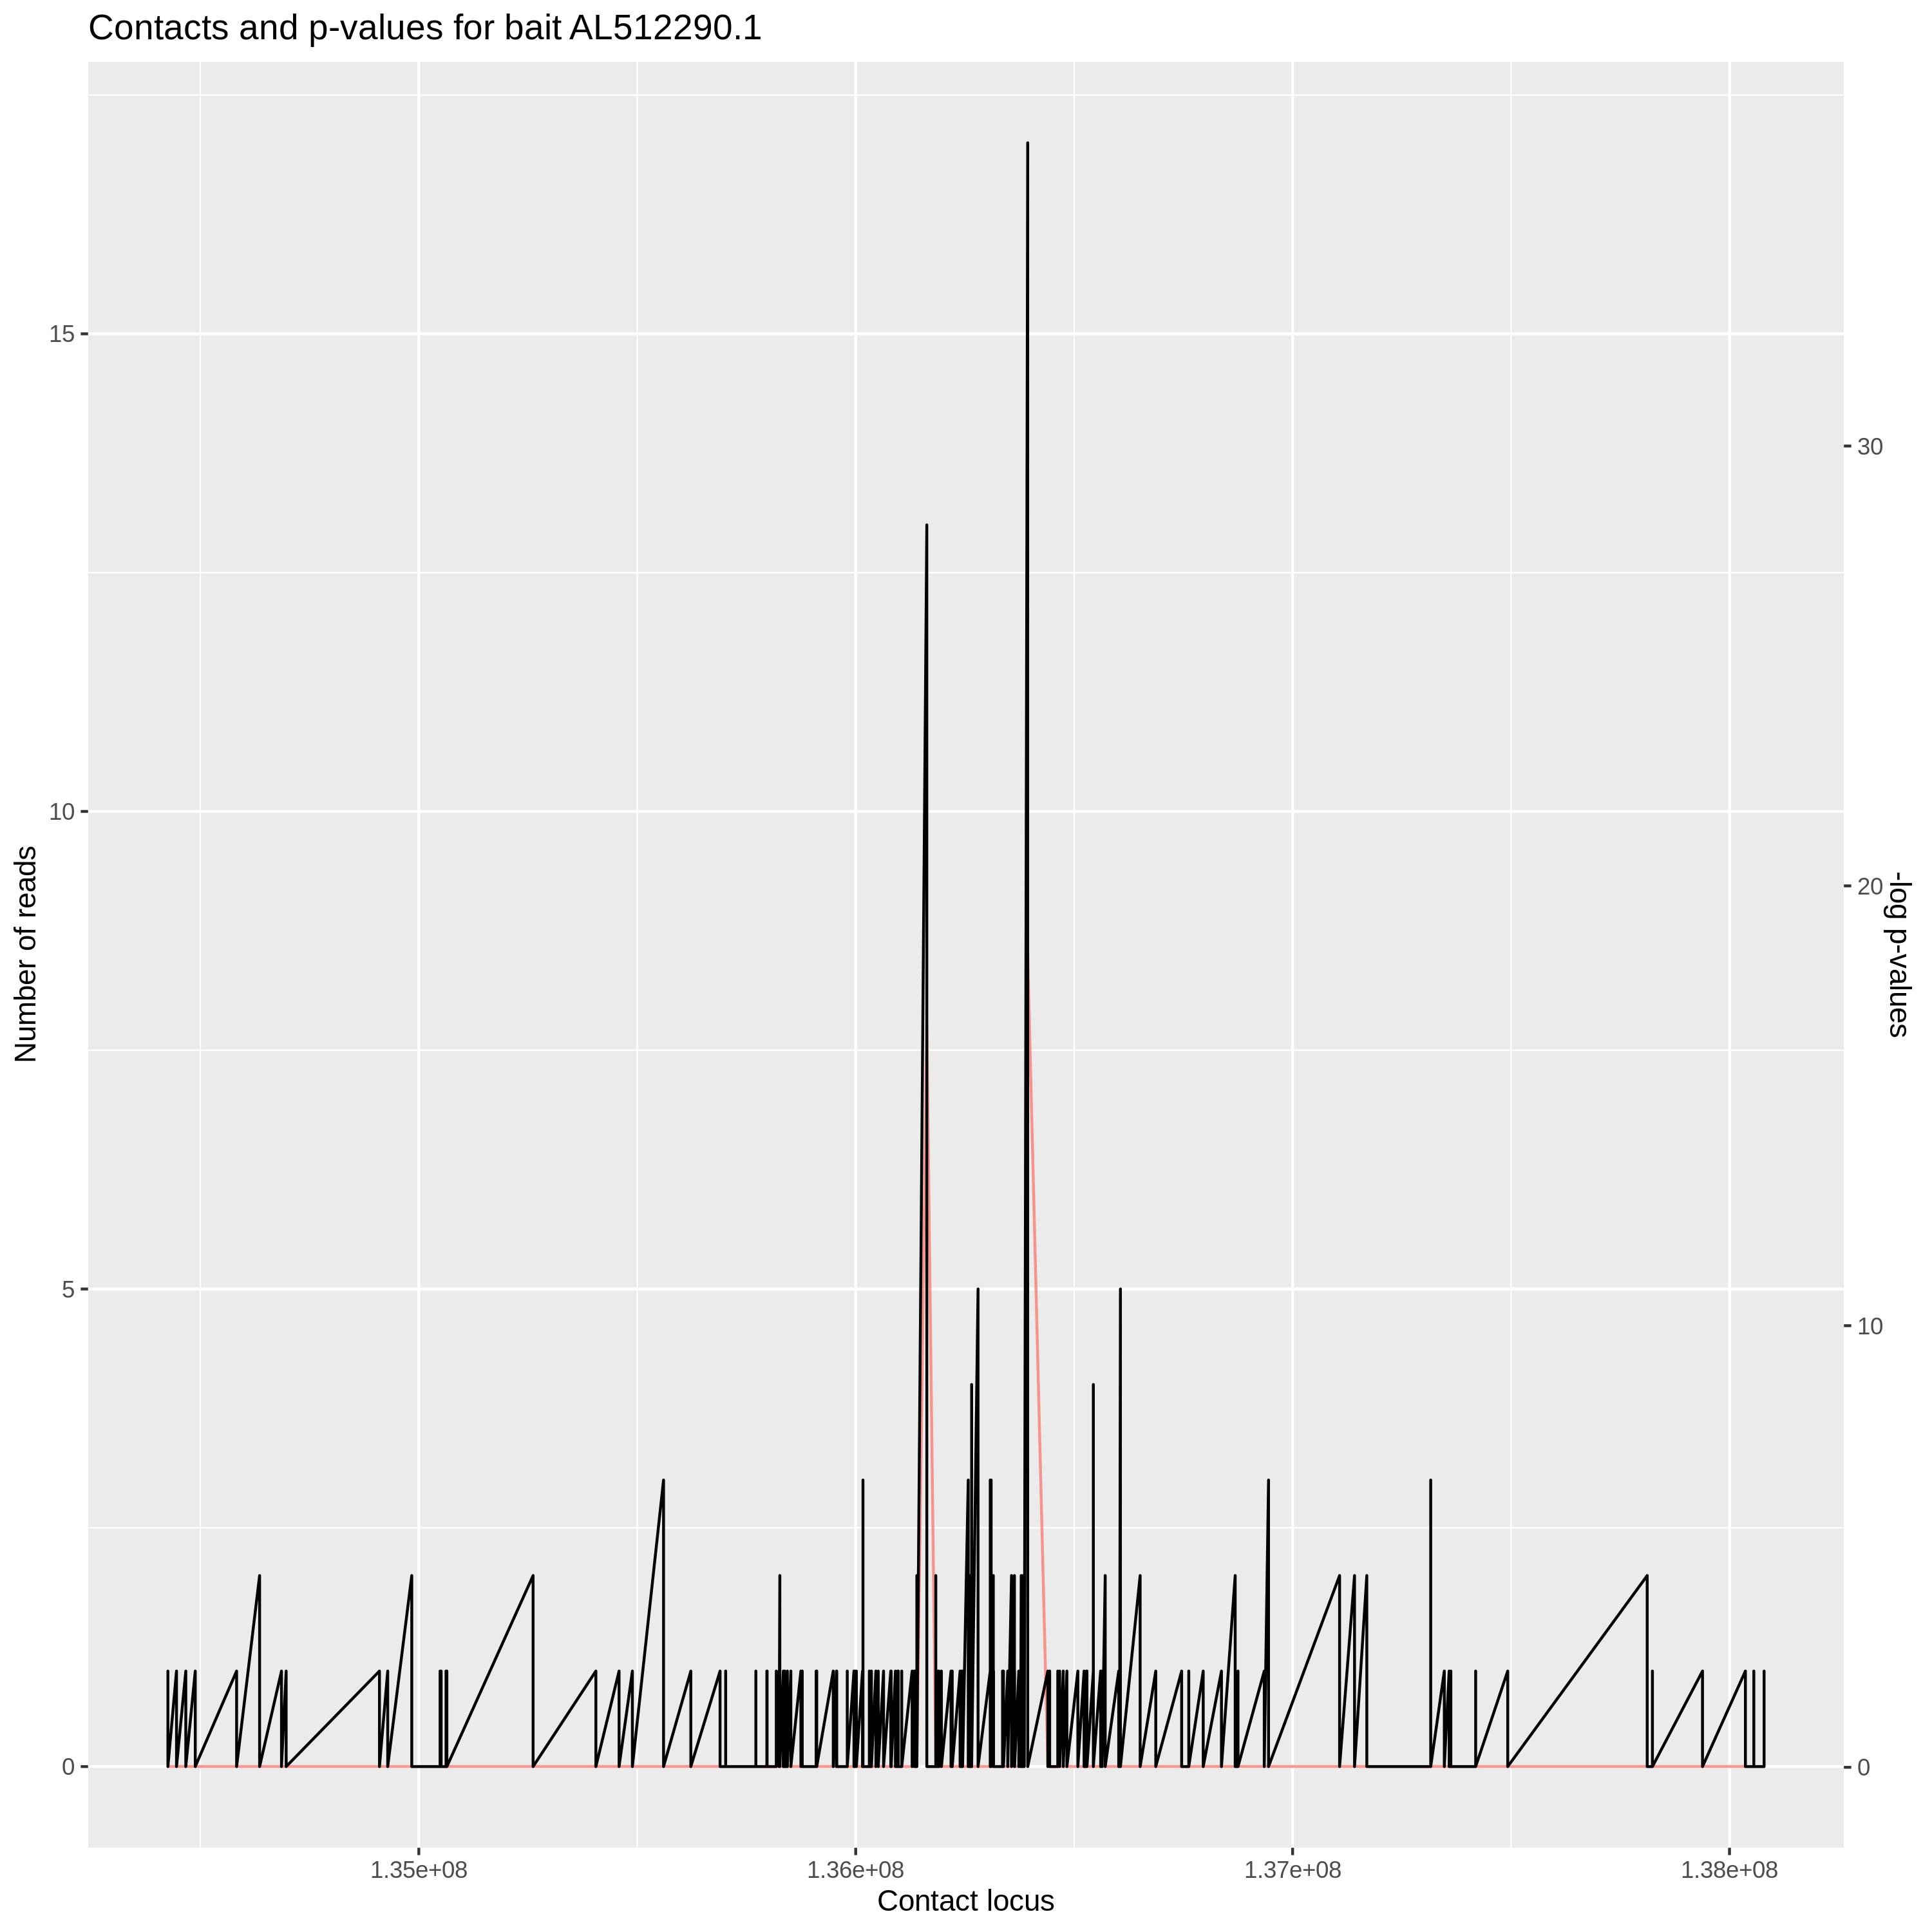 Contacts and p-values for bait AL512290.1
15
10
5
0
Number of reads
30
20
10
0
-log p-values
1.35e+08
1.36e+08
1.37e+08
1.38e+08
Contact locus